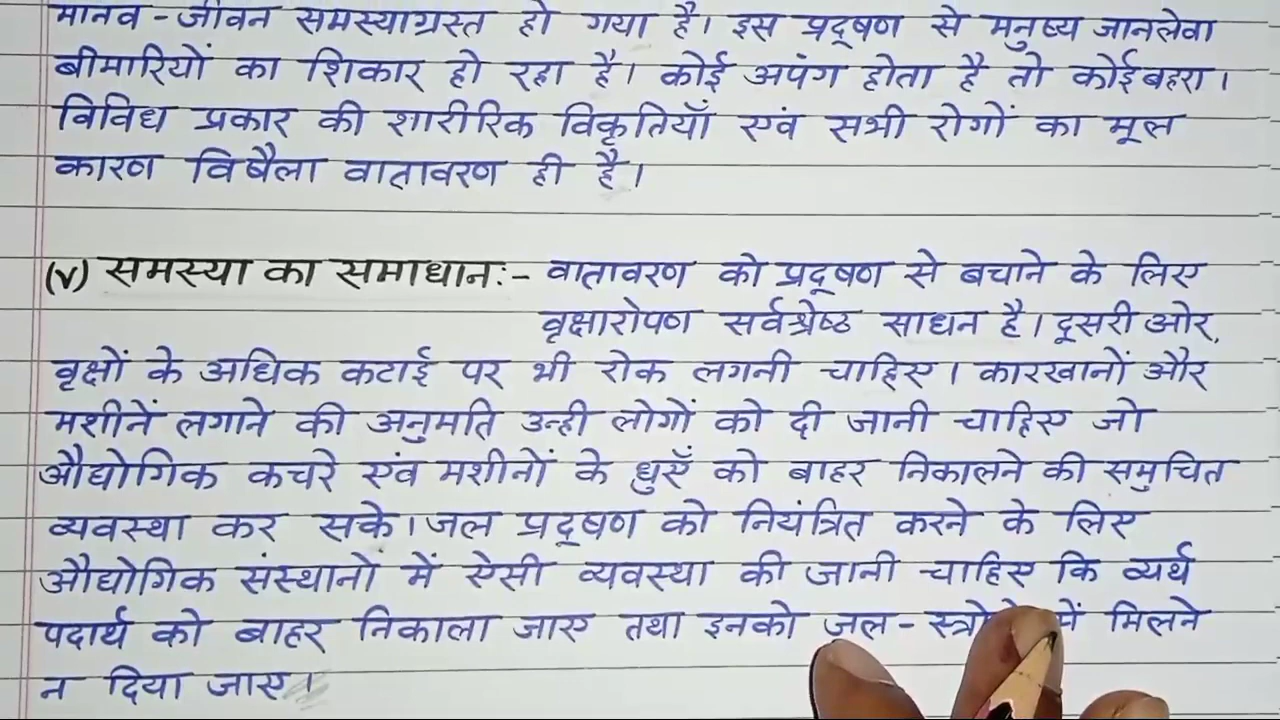 मानव - जीवन समस्याग्रस्त हो गया है। इस प्रदूषण से मनुष्य जानलेवा
बीमारियों का शिकार हो रहा है। कोई अपंग होता है तो कोई बहरा।
विविध प्रकार की शारीरिक विकृतियाँ एवं सभी रोगों का मूल
कारण विषैला वातावरण ही है।
(v) समस्या का समाधान:- वातावरण को प्रदूषण से बचाने के लिए
वृक्षारोपण सर्वश्रेष्ठ साधन है। दूसरी ओर,
वृक्षों के अधिक कटाई पर भी रोक लगनी चाहिए। कारखानों और
मशीनें लगाने की अनुमति उन्ही लोगों को दी जानी चाहिए जो
औद्योगिक कचरे एंव मशीनों के धुएँ को बाहर निकालने की समुचित
व्यवस्था कर सके। जल प्रदूषण को नियंत्रित करने के लिए
औद्योगिक संस्थानों में ऐसी व्यवस्था की जानी चाहिए कि व्यर्थ
पदार्थ को बाहर निकाला जाए तथा इनको जल - में मिलने
न दिया जाए।